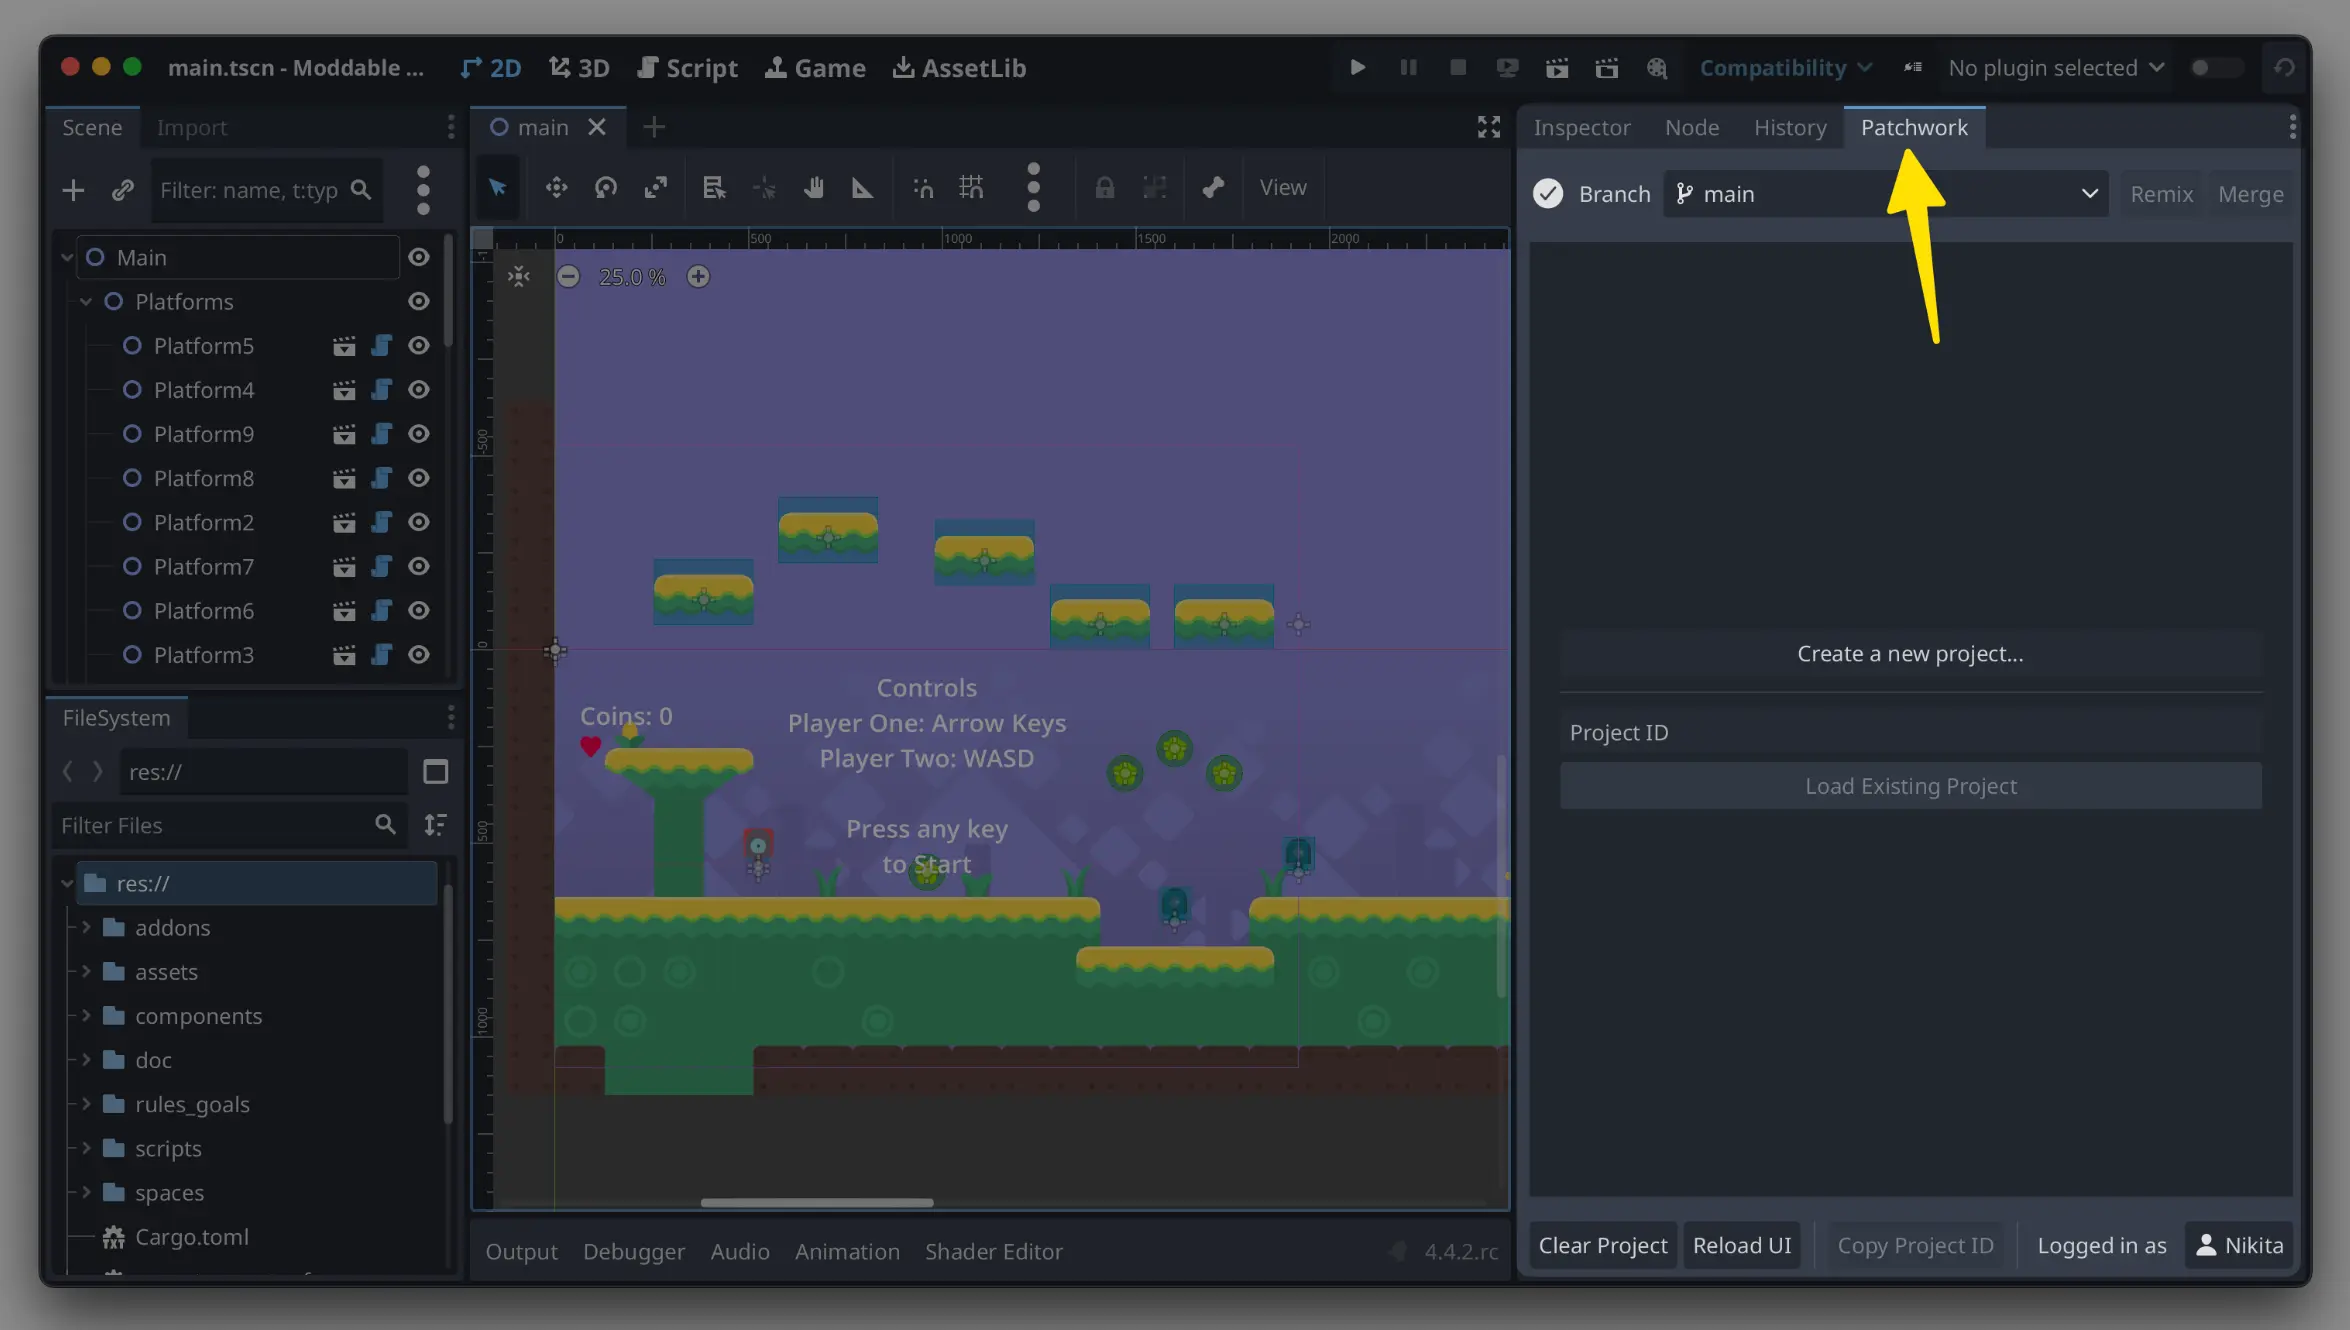 main.tscn - Moddable ...
2D
3D
Script
Game
AssetLib
Compatibility
No plugin selected
Scene
Import
main
Inspector
Node
History
Patchwork
Filter: name, t:typ
View
Branch
main
Remix
Merge
0
500
1000
1500
2000
25.0 %
Main
Platforms
Platform5
Platform4
Platform9
Platform8
Platform2
Platform7
Platform6
Platform3
-500
0
500
1000
Controls
Player One: Arrow Keys
Player Two: WASD
Coins: 0
Press any key
to Start
Create a new project...
Project ID
Load Existing Project
FileSystem
res://
Filter Files
res://
addons
assets
components
doc
rules_goals
scripts
spaces
Cargo.toml
Output
Debugger
Audio
Animation
Shader Editor
4.4.2.rc
Clear Project
Reload UI
Copy Project ID
Logged in as
Nikita